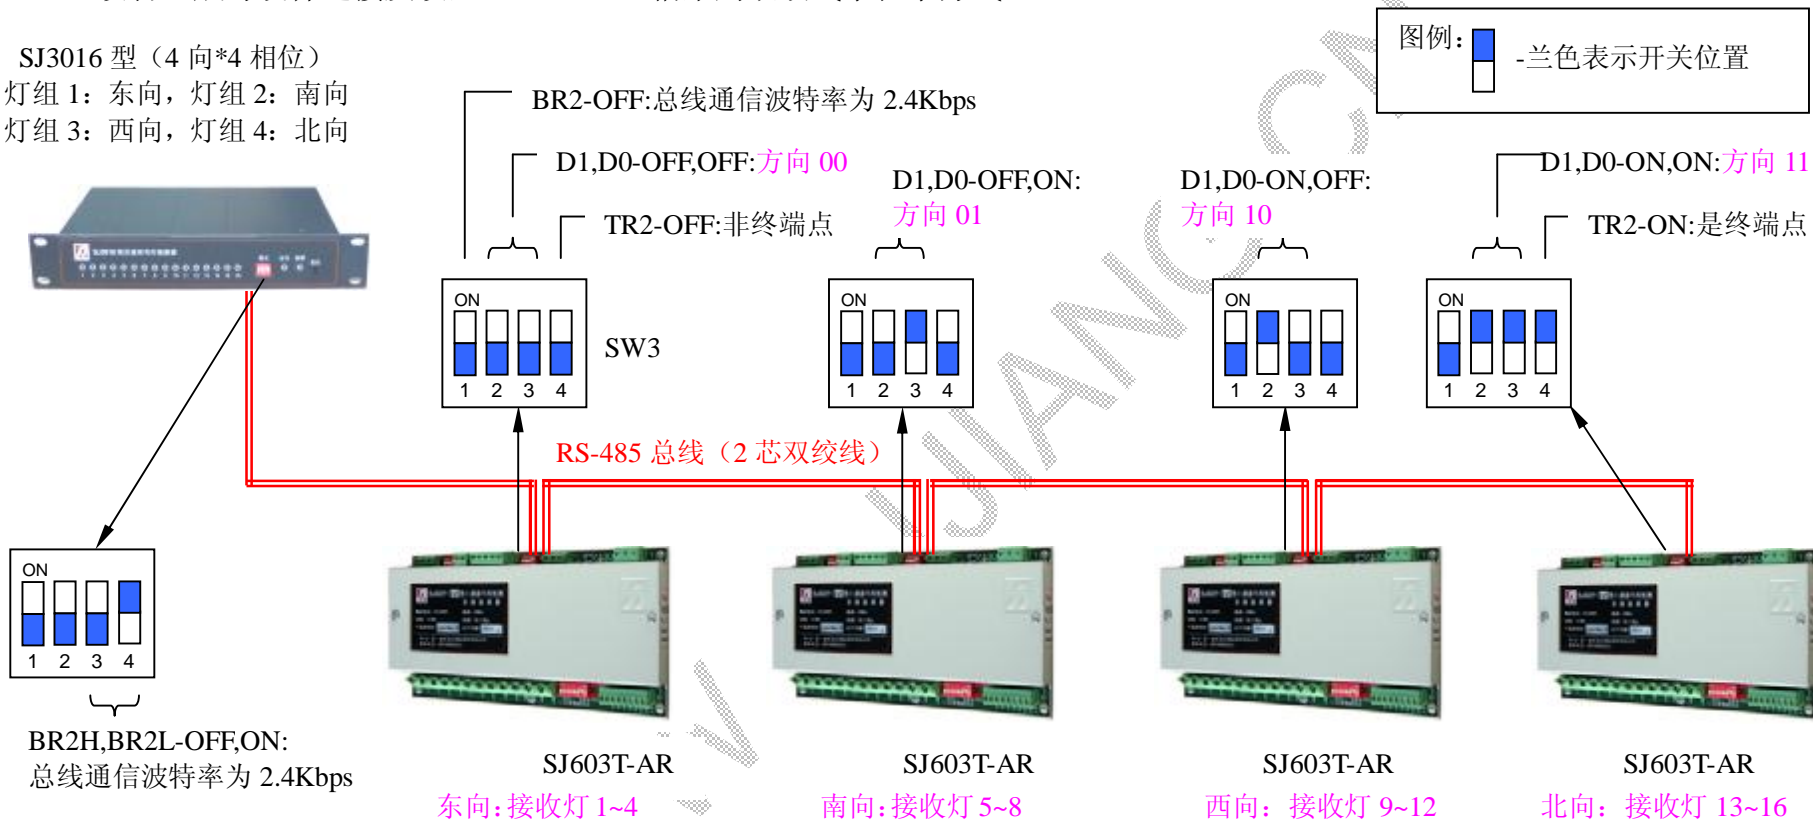 SJ3016 型（4 向*4 相位）
灯组 1：东向，灯组 2：南向
灯组 3：西向，灯组 4：北向
图例：
-兰色表示开关位置
BR2-OFF:总线通信波特率为 2.4Kbps
D1,D0-OFF,OFF:方向 00
TR2-OFF:非终端点
D1,D0-OFF,ON:
方向 01
D1,D0-ON,OFF:
方向 10
D1,D0-ON,ON:方向 11
TR2-ON:是终端点
ON
1 2 3 4
SW3
ON
1 2 3 4
ON
1 2 3 4
ON
1 2 3 4
RS-485 总线（2 芯双绞线）
ON
1 2 3 4
BR2H,BR2L-OFF,ON:
总线通信波特率为 2.4Kbps
SJ603T-AR
东向:接收灯 1~4
SJ603T-AR
南向:接收灯 5~8
SJ603T-AR
西向：接收灯 9~12
SJ603T-AR
北向：接收灯 13~16